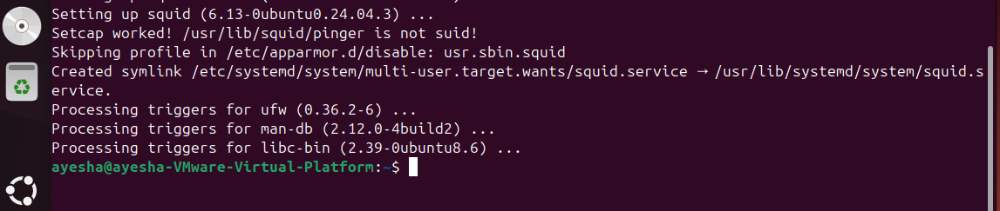 Setting up squid (6.13-0ubuntu0.24.04.3) ...
Setcap worked! /usr/lib/squid/pinger is not suid!
Skipping profile in /etc/apparmor.d/disable: usr.sbin.squid
Created symlink /etc/systemd/system/multi-user.target.wants/squid.service → /usr/lib/systemd/system/squid.s
ervice.
Processing triggers for ufw (0.36.2-6) ...
Processing triggers for man-db (2.12.0-4build2) ...
Processing triggers for libc-bin (2.39-0ubuntu8.6) ...
ayesha@ayesha-VMware-Virtual-Platform:~$